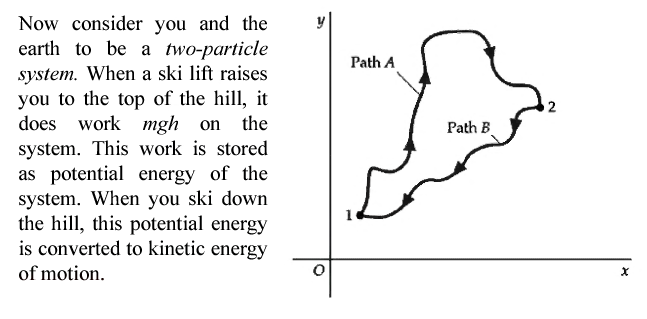 Now consider you and the
earth to be a two-particle
system. When a ski lift raises
you to the top of the hill, it
does work mgh on the
system. This work is stored
as potential energy of the
system. When you ski down
the hill, this potential energy
is converted to kinetic energy
of motion.
y
Path A
2
Path B
1
O
x